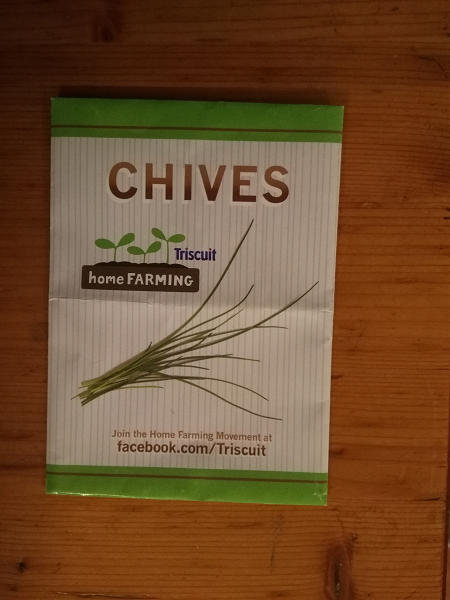 CHIVES
Triscuit
home FARMING
Join the Home Farming Movement at
facebook.com/Triscuit